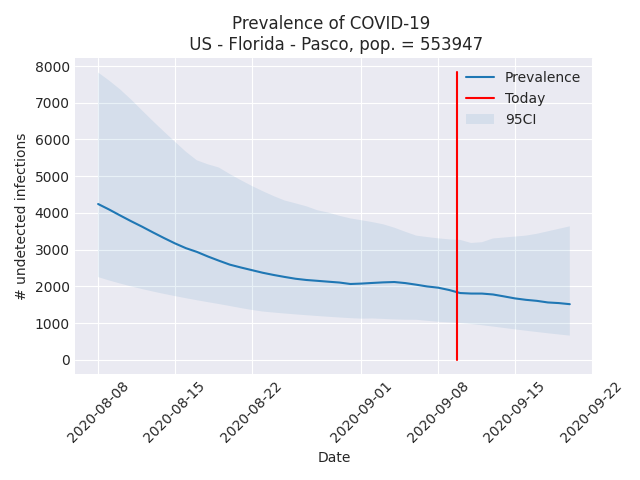 Prevalence of COVID-19
US - Florida - Pasco, pop. = 553947
8000
7000
6000
5000
4000
3000
2000
1000
0
# undetected infections
Prevalence
Today
95CI
2020-08-08
2020-08-15
2020-08-22
2020-09-01
2020-09-08
2020-09-15
2020-09-22
Date